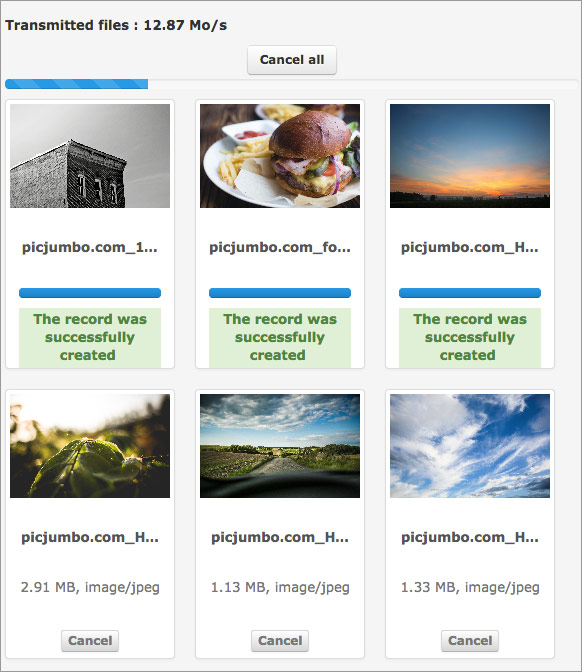 Transmitted files : 12.87 Mo/s
Cancel all
picjumbo.com_1...
picjumbo.com_fo...
picjumbo.com_H...
The record was
successfully
created
The record was
successfully
created
The record was
successfully
created
picjumbo.com_H...
picjumbo.com_H...
picjumbo.com_H...
2.91 MB, image/jpeg
1.13 MB, image/jpeg
1.33 MB, image/jpeg
Cancel
Cancel
Cancel